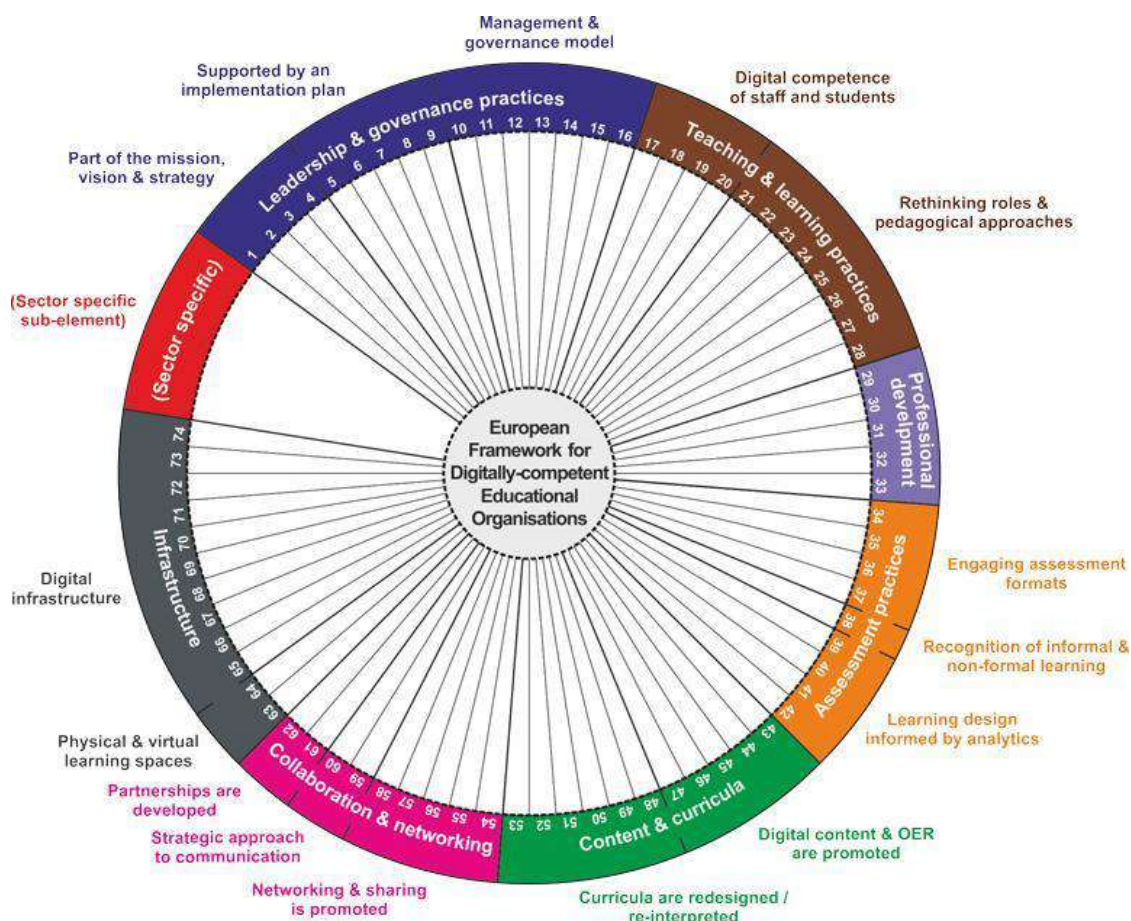 Management &
governance model
Supported by an
implementation plan
Part of the mission,
vision & strategy
(Sector specific
sub-element)
Digital
infrastructure
Physical & virtual
learning spaces
Partnerships are
developed
Strategic approach
to communication
Networking & sharing
is promoted
Curricula are redesigned /
re-interpreted
Digital content & OER
are promoted
Learning design
informed by analytics
Recognition of informal &
non-formal learning
Engaging assessment
formats
Rethinking roles &
pedagogical approaches
Digital competence
of staff and students
Leadership & governance practices
Teaching & learning practices
Professional
develpment
Assessment practices
Content & curricula
Collaboration & networking
Infrastructure
(Sector specific)
1
2
3
4
5
6
7
8
9
10
11
12
13
14
15
16
17
18
19
20
21
22
23
24
25
26
27
28
29
30
31
32
33
34
35
36
37
38
39
40
41
42
43
44
45
46
47
48
49
50
51
52
53
54
55
56
57
58
59
60
61
62
63
64
65
66
67
68
69
70
71
72
73
74
European
Framework for
Digitally-competent
Educational
Organisations